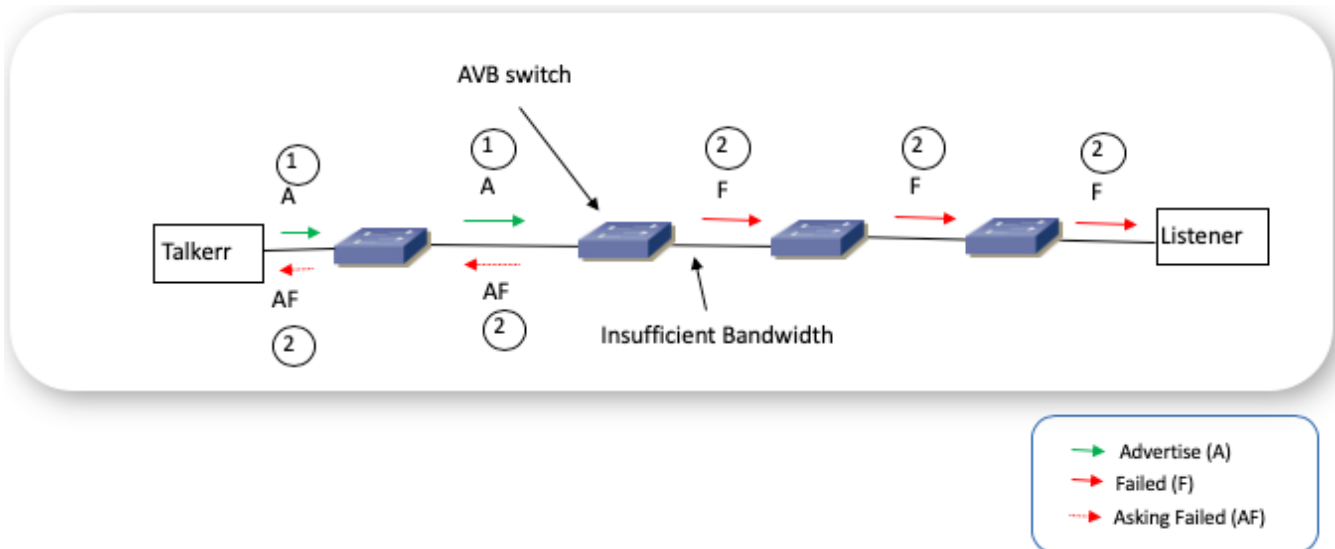 AVB switch
1
A
1
A
2
F
2
F
2
F
Talkerr
Listener
AF
2
AF
2
Insufficient Bandwidth
Advertise (A)
Failed (F)
Asking Failed (AF)